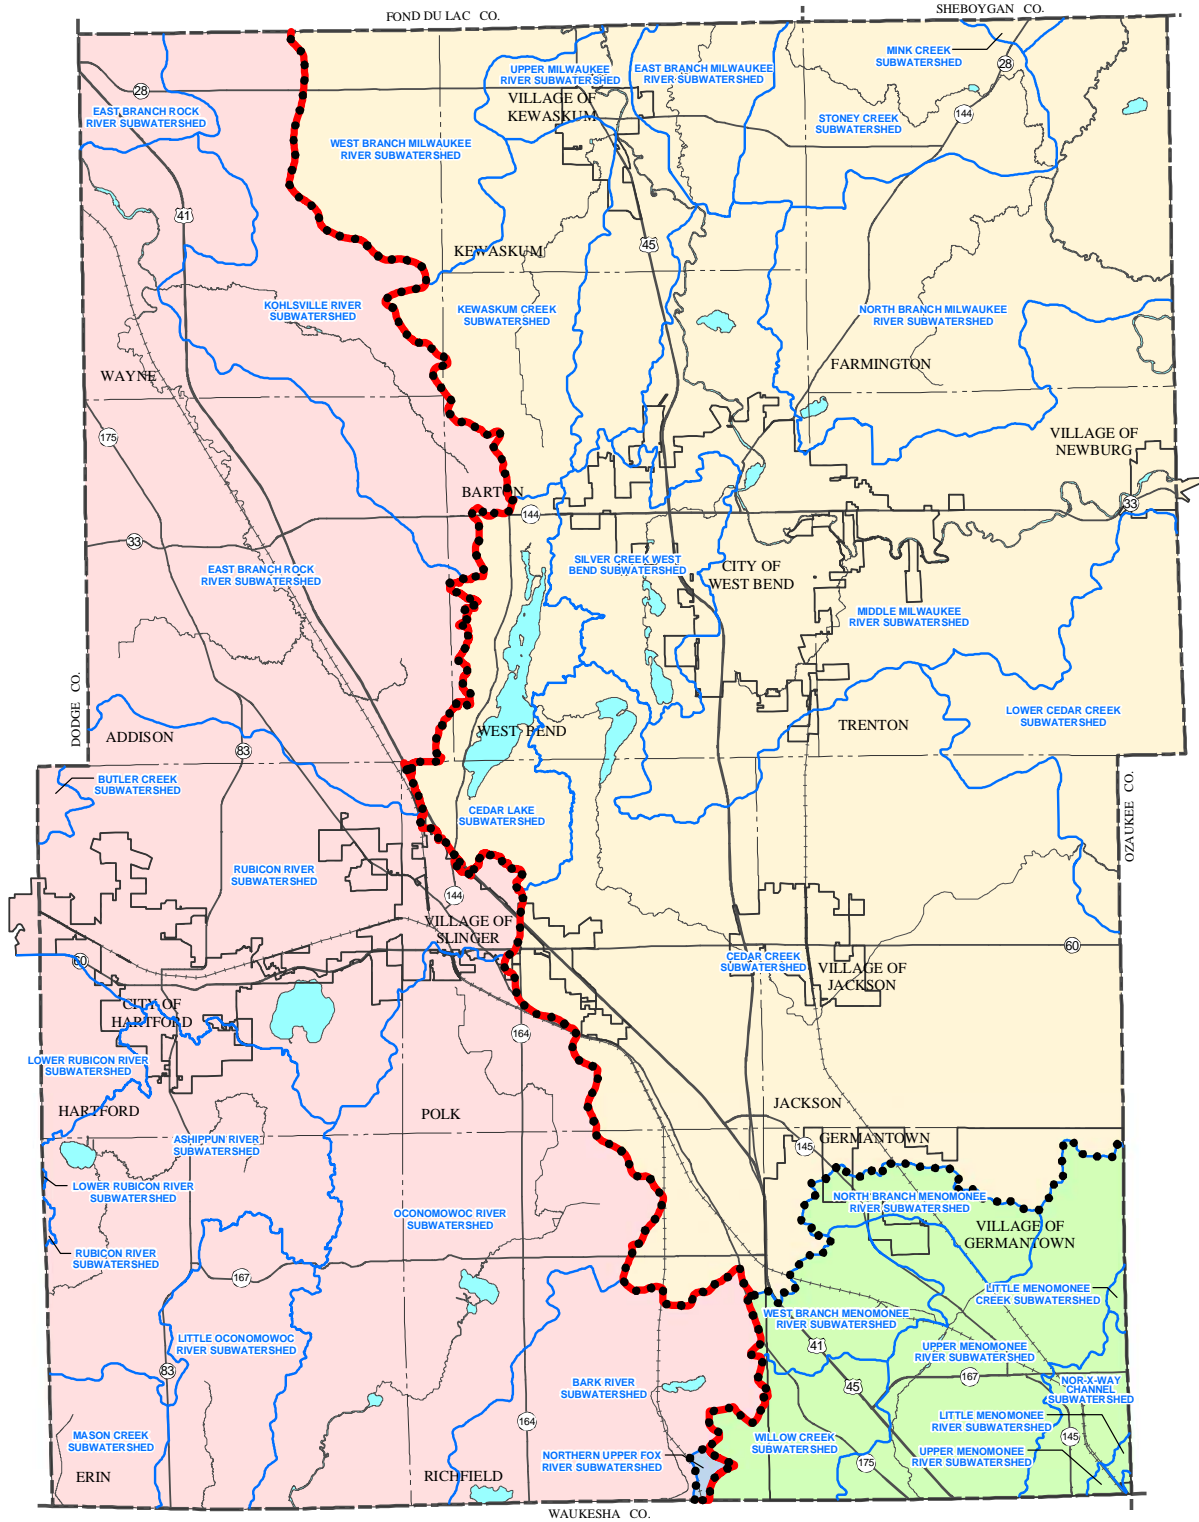 FOND DU LAC CO.
SHEBOYGAN CO.
MINK CREEK
SUBWATERSHED
UPPER MILWAUKEE
RIVER SUBWATERSHED
EAST BRANCH MILWAUKEE
RIVER SUBWATERSHED
28
28
VILLAGE OF
KEWASKUM
EAST BRANCH ROCK
RIVER SUBWATERSHED
STONEY CREEK
SUBWATERSHED
144
WEST BRANCH MILWAUKEE
RIVER SUBWATERSHED
41
45
KEWASKUM
KOHLSVILLE RIVER
SUBWATERSHED
KEWASKUM CREEK
SUBWATERSHED
NORTH BRANCH MILWAUKEE
RIVER SUBWATERSHED
FARMINGTON
WAYNE
175
VILLAGE OF
NEWBURG
BARTON
144
33
33
EAST BRANCH ROCK
RIVER SUBWATERSHED
SILVER CREEK WEST
BEND SUBWATERSHED
CITY OF
WEST BEND
MIDDLE MILWAUKEE
RIVER SUBWATERSHED
DODGE CO.
ADDISON
83
WEST BEND
TRENTON
LOWER CEDAR CREEK
SUBWATERSHED
BUTLER CREEK
SUBWATERSHED
CEDAR LAKE
SUBWATERSHED
OZAUKEE CO.
RUBICON RIVER
SUBWATERSHED
144
VILLAGE OF
SLINGER
60
60
CEDAR CREEK
SUBWATERSHED
VILLAGE OF
JACKSON
CITY OF
HARTFORD
164
LOWER RUBICON RIVER
SUBWATERSHED
HARTFORD
POLK
JACKSON
ASHIPPUN RIVER
SUBWATERSHED
145
GERMANTOWN
LOWER RUBICON RIVER
SUBWATERSHED
NORTH BRANCH MENOMONEE
RIVER SUBWATERSHED
OCONOMOWOC RIVER
SUBWATERSHED
VILLAGE OF
GERMANTOWN
RUBICON RIVER
SUBWATERSHED
167
LITTLE MENOMONEE
CREEK SUBWATERSHED
WEST BRANCH MENOMONEE
RIVER SUBWATERSHED
LITTLE OCONOMOWOC
RIVER SUBWATERSHED
41
UPPER MENOMONEE
RIVER SUBWATERSHED
83
167
BARK RIVER
SUBWATERSHED
45
NOR-X-WAY
CHANNEL
SUBWATERSHED
164
LITTLE MENOMONEE
RIVER SUBWATERSHED
MASON CREEK
SUBWATERSHED
WILLOW CREEK
SUBWATERSHED
145
NORTHERN UPPER FOX
RIVER SUBWATERSHED
UPPER MENOMONEE
RIVER SUBWATERSHED
175
ERIN
RICHFIELD
WAUKESHA CO.